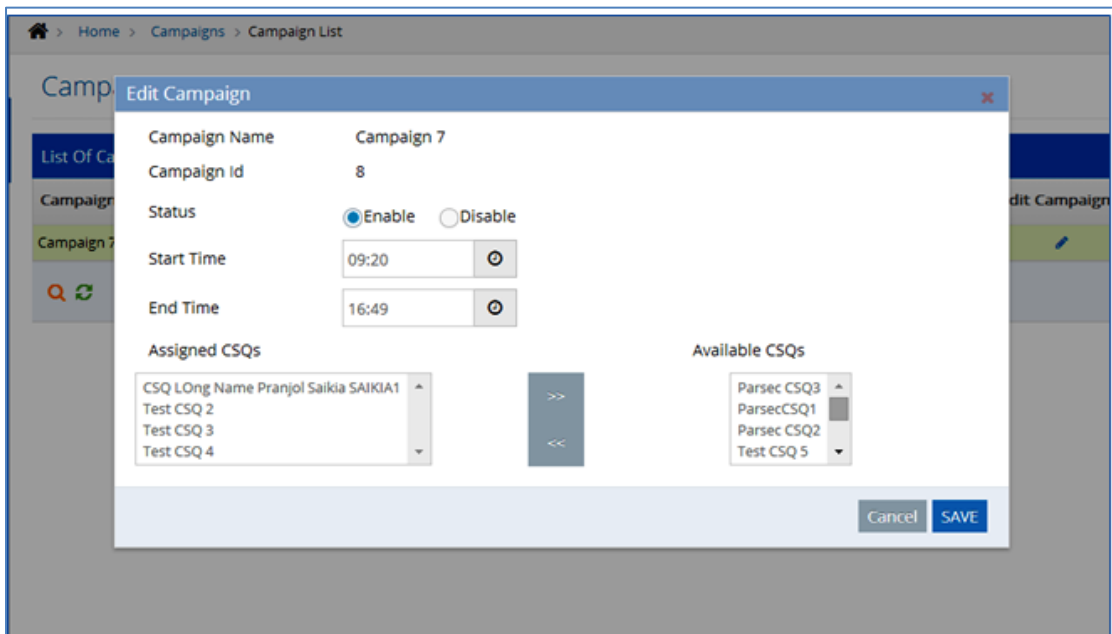 > Home > Campaigns > Campaign List
Camp
Edit Campaign
List Of Ca
Campaign Name Campaign 7
Campaign Id 8
Campaign
dit Campaign
Status Enable Disable
Campaign 7
Start Time 09:20
End Time 16:49
Assigned CSQs Available CSQs
CSQ LOng Name Pranjol Saikia SAIKIA1
Test CSQ 2
Test CSQ 3
Test CSQ 4
>>
<<
Parsec CSQ3
ParsecCSQ1
Parsec CSQ2
Test CSQ 5
Cancel SAVE